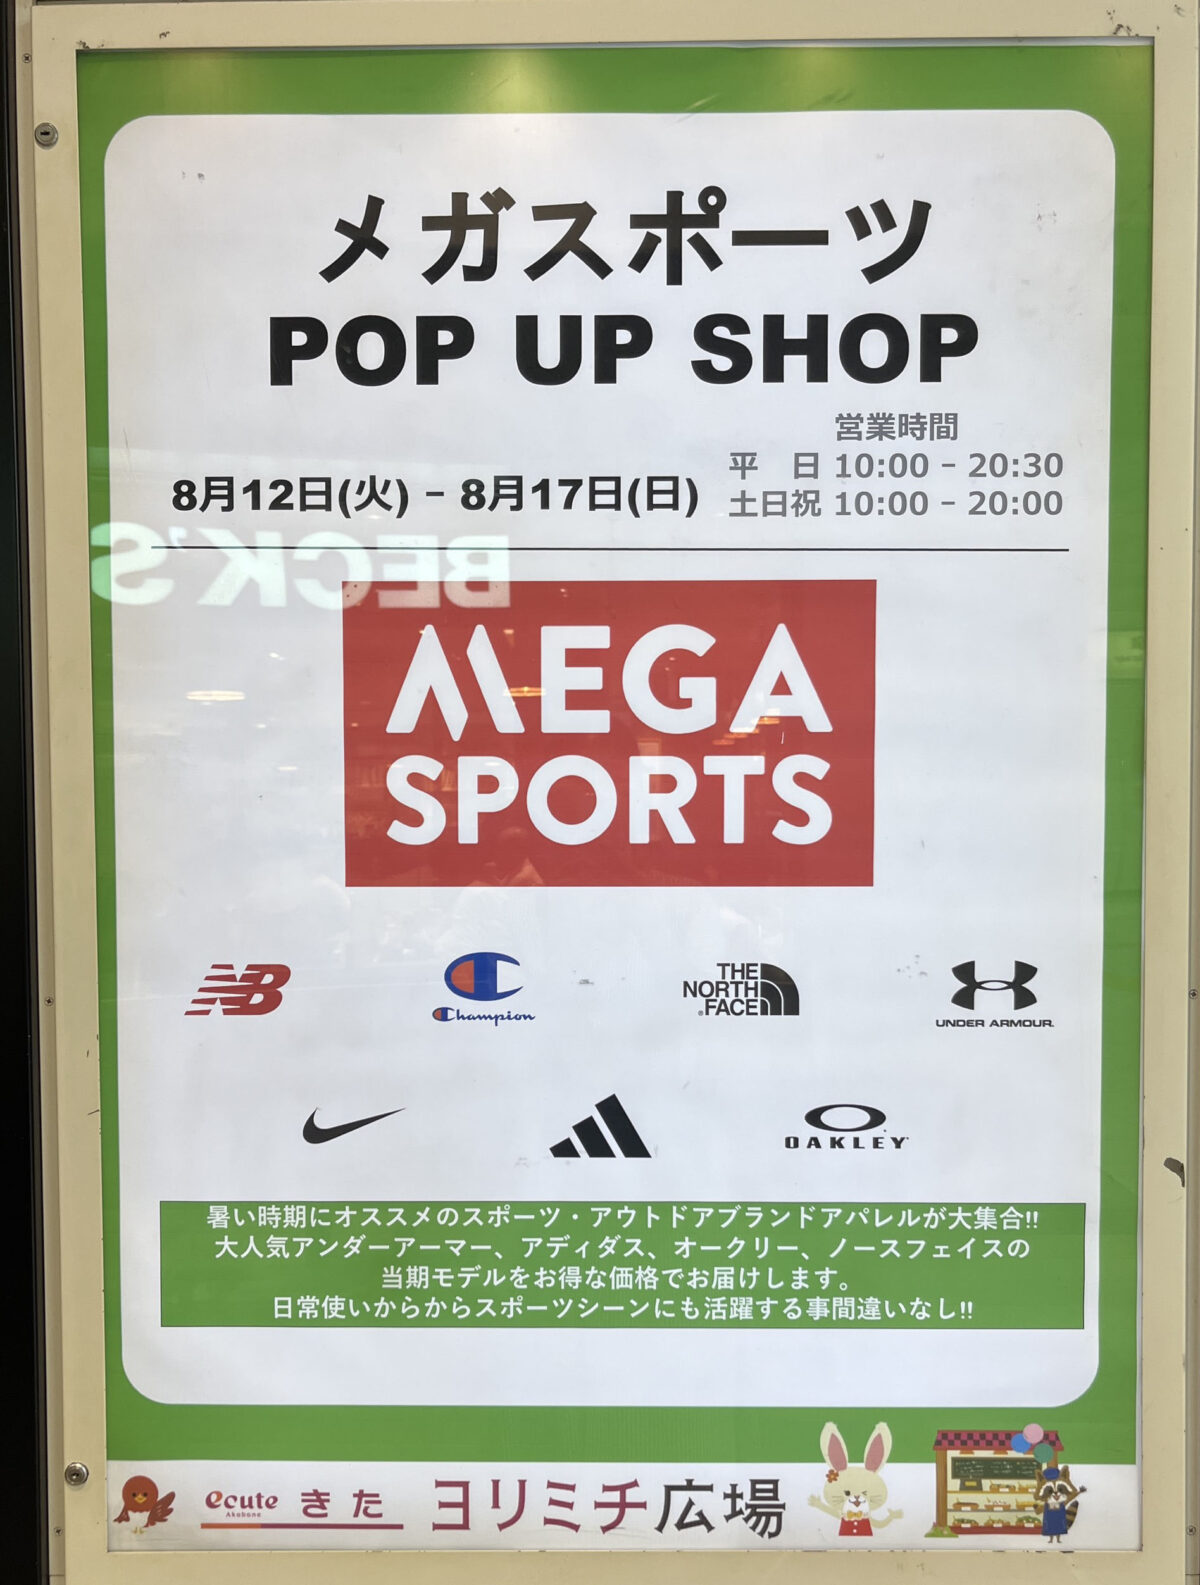 メガスポーツ
POP UP SHOP
営業時間
平　日 10:00 - 20:30
8月12日(火) - 8月17日(日)
土日祝 10:00 - 20:00
BECK'S
MEGA
SPORTS
NB
C
Champion
THE
NORTH
FACE
UNDER ARMOUR
OAKLEY
暑い時期にオススメのスポーツ・アウトドアブランドアパレルが大集合!!
大人気アンダーアーマー、アディダス、オークリー、ノースフェイスの
当期モデルをお得な価格でお届けします。
日常使いからからスポーツシーンにも活躍する事間違いなし!!
ecute きた ヨリミチ広場
Akabane